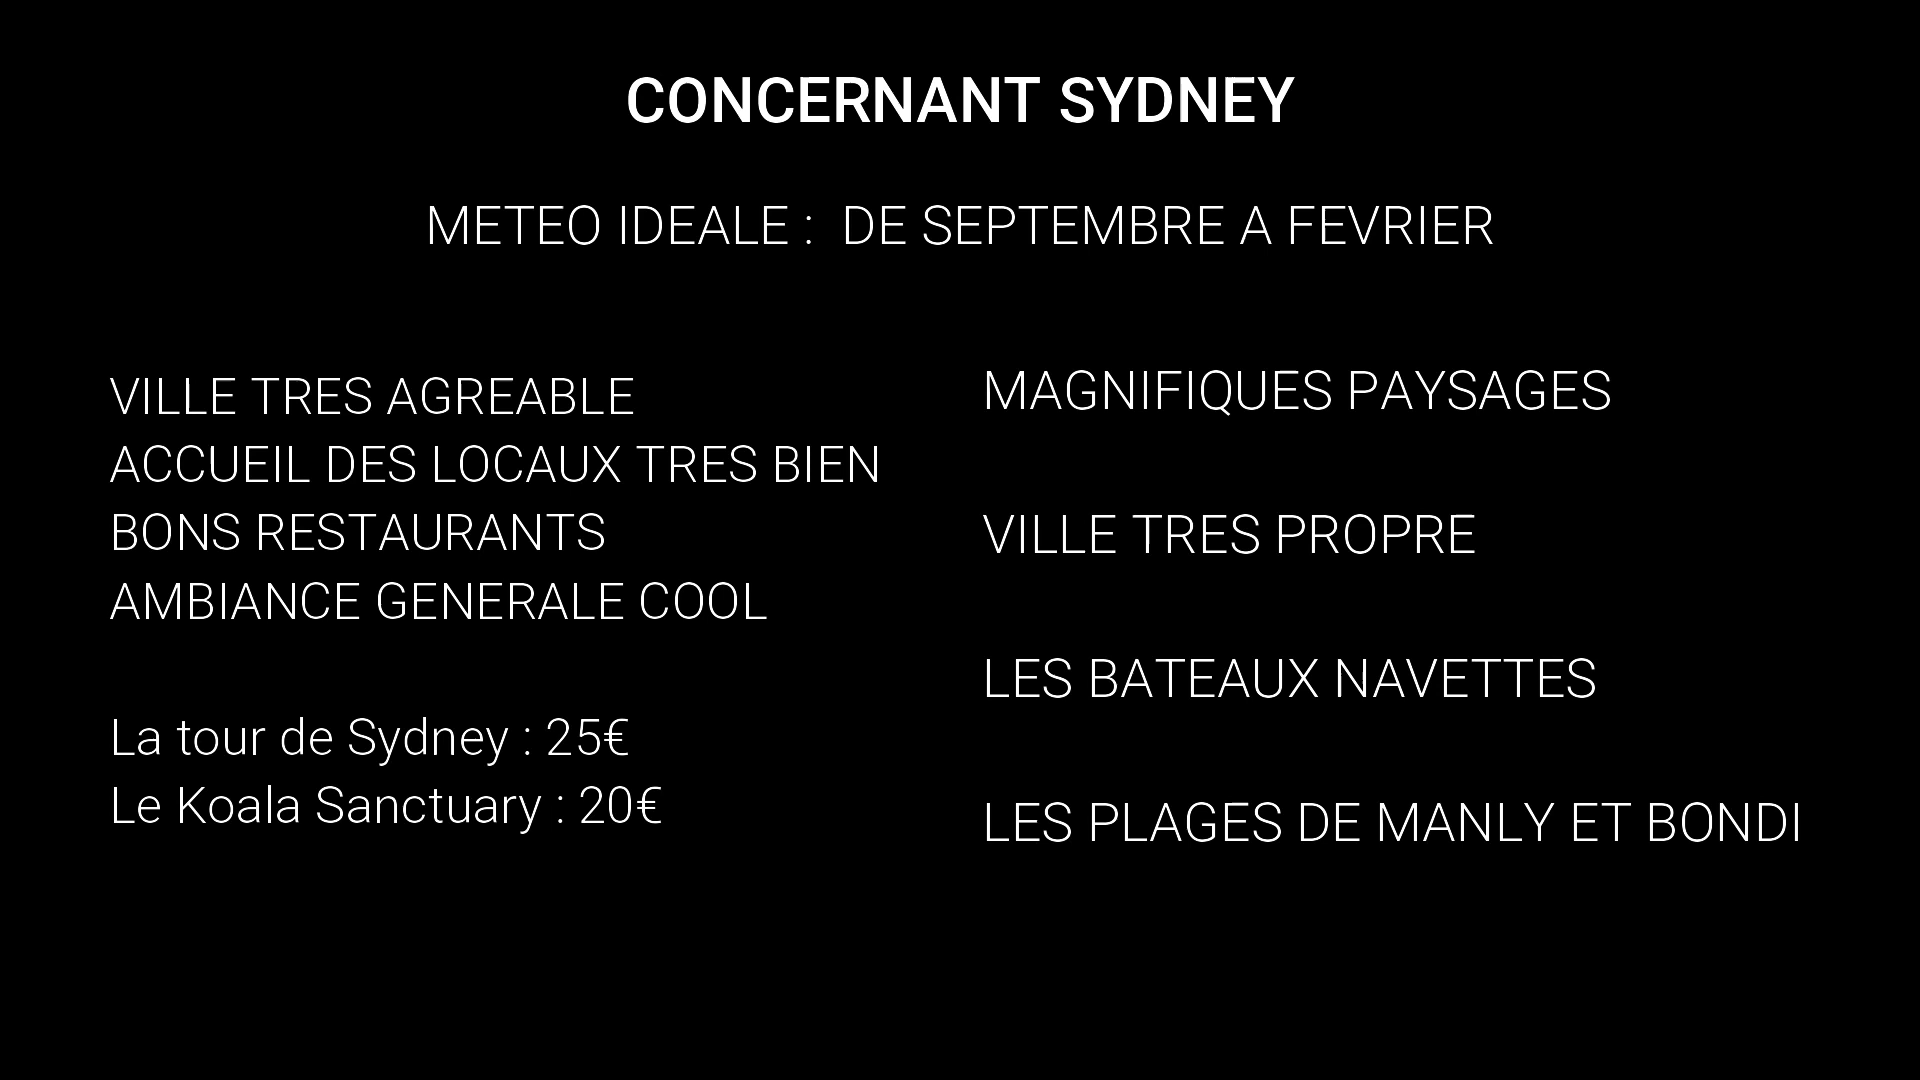 CONCERNANT SYDNEY
METEO IDEALE :  DE SEPTEMBRE A FEVRIER
VILLE TRES AGREABLE
ACCUEIL DES LOCAUX TRES BIEN
BONS RESTAURANTS
AMBIANCE GENERALE COOL
La tour de Sydney : 25€
Le Koala Sanctuary : 20€
MAGNIFIQUES PAYSAGES
VILLE TRES PROPRE
LES BATEAUX NAVETTES
LES PLAGES DE MANLY ET BONDI